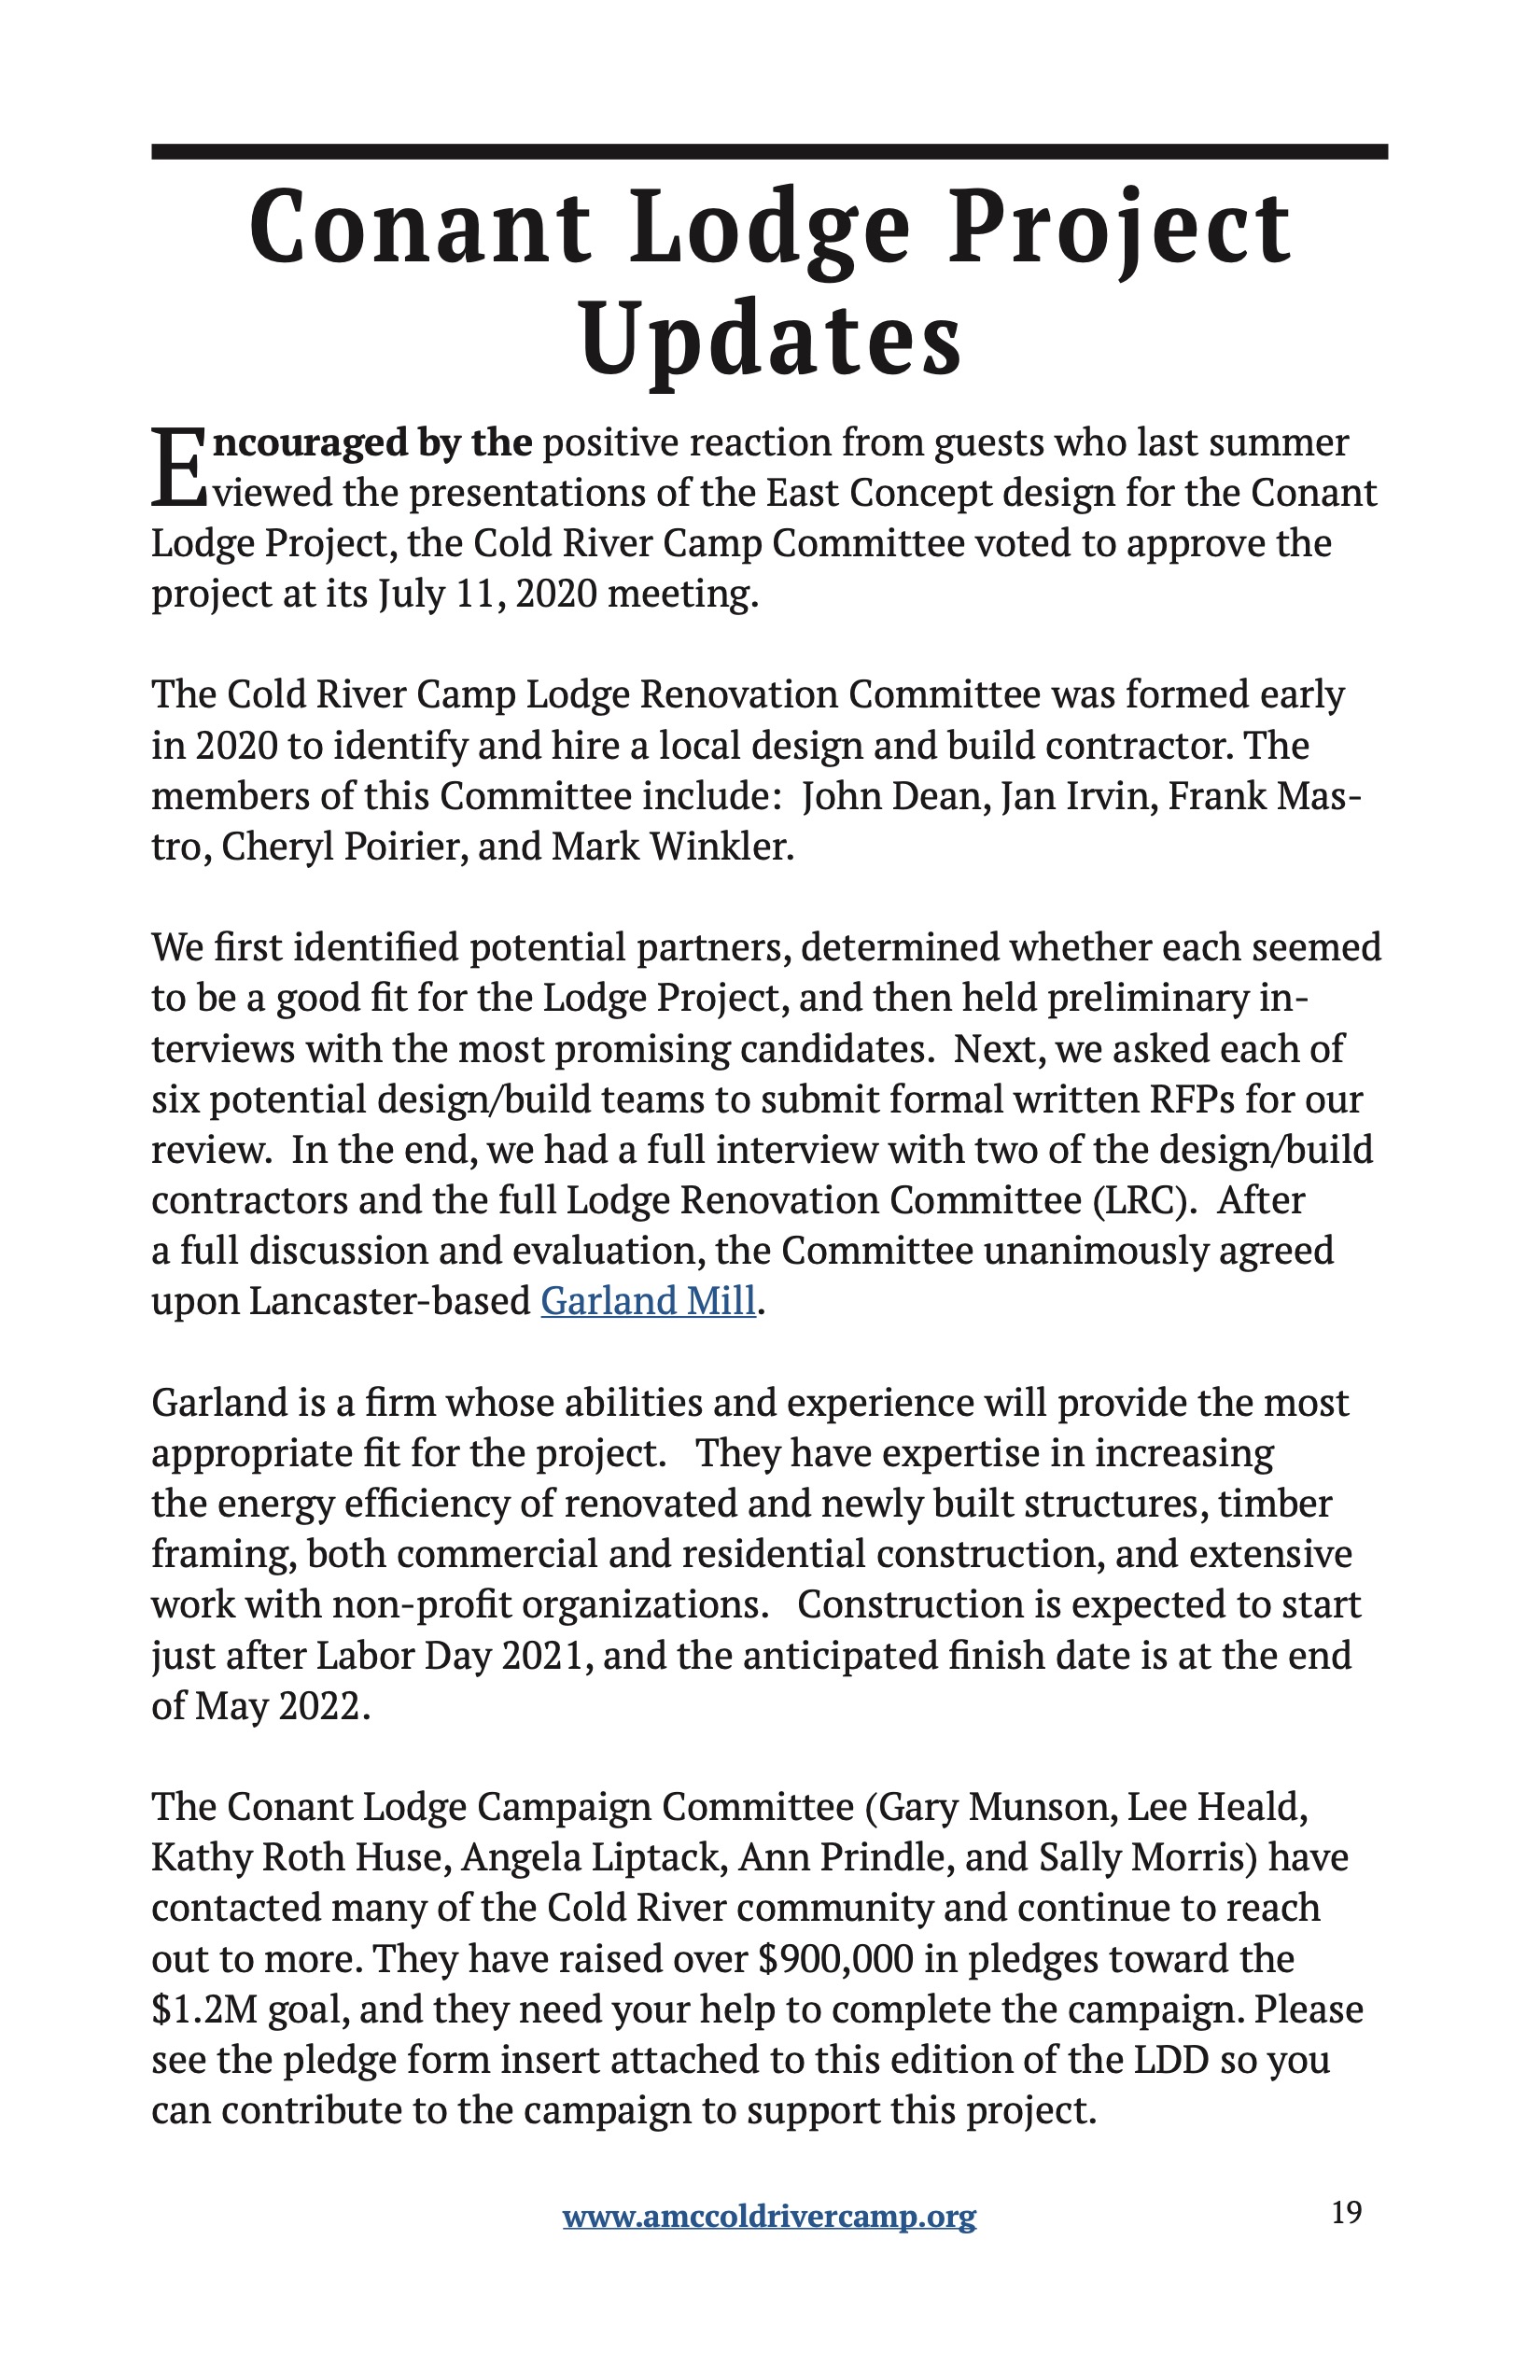 Conant Lodge Project
Updates
Encouraged by the positive reaction from guests who last summer
viewed the presentations of the East Concept design for the Conant
Lodge Project, the Cold River Camp Committee voted to approve the
project at its July 11, 2020 meeting.
The Cold River Camp Lodge Renovation Committee was formed early
in 2020 to identify and hire a local design and build contractor. The
members of this Committee include:  John Dean, Jan Irvin, Frank Mas-
tro, Cheryl Poirier, and Mark Winkler.
We first identified potential partners, determined whether each seemed
to be a good fit for the Lodge Project, and then held preliminary in-
terviews with the most promising candidates.  Next, we asked each of
six potential design/build teams to submit formal written RFPs for our
review.  In the end, we had a full interview with two of the design/build
contractors and the full Lodge Renovation Committee (LRC).  After
a full discussion and evaluation, the Committee unanimously agreed
upon Lancaster-based Garland Mill.
Garland is a firm whose abilities and experience will provide the most
appropriate fit for the project.   They have expertise in increasing
the energy efficiency of renovated and newly built structures, timber
framing, both commercial and residential construction, and extensive
work with non-profit organizations.   Construction is expected to start
just after Labor Day 2021, and the anticipated finish date is at the end
of May 2022.
The Conant Lodge Campaign Committee (Gary Munson, Lee Heald,
Kathy Roth Huse, Angela Liptack, Ann Prindle, and Sally Morris) have
contacted many of the Cold River community and continue to reach
out to more. They have raised over $900,000 in pledges toward the
$1.2M goal, and they need your help to complete the campaign. Please
see the pledge form insert attached to this edition of the LDD so you
can contribute to the campaign to support this project.
www.amccoldrivercamp.org
19